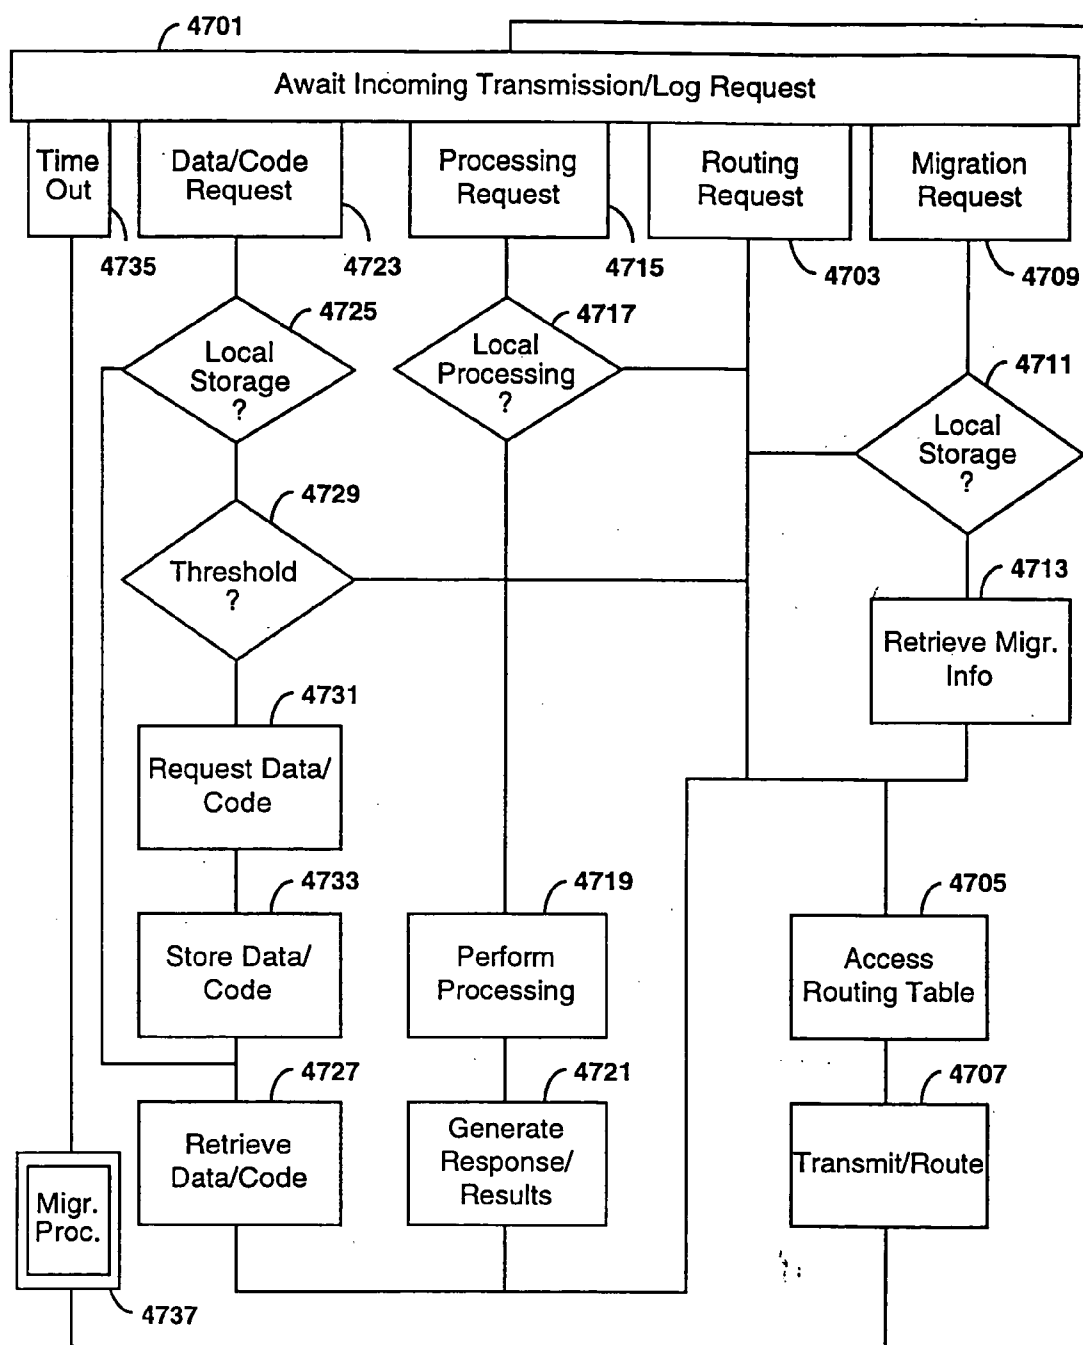 4701
Await Incoming Transmission/Log Request
Time
Out
Data/Code
Request
Processing
Request
Routing
Request
Migration
Request
4735
4723
4715
4703
4709
4725
Local
Storage
?
4717
Local
Processing
?
4711
Local
Storage
?
4729
Threshold
?
4713
Retrieve Migr.
Info
4731
Request Data/
Code
4733
Store Data/
Code
4719
Perform
Processing
4705
Access
Routing Table
4727
Retrieve
Data/Code
4721
Generate
Response/
Results
4707
Transmit/Route
Migr.
Proc.
4737